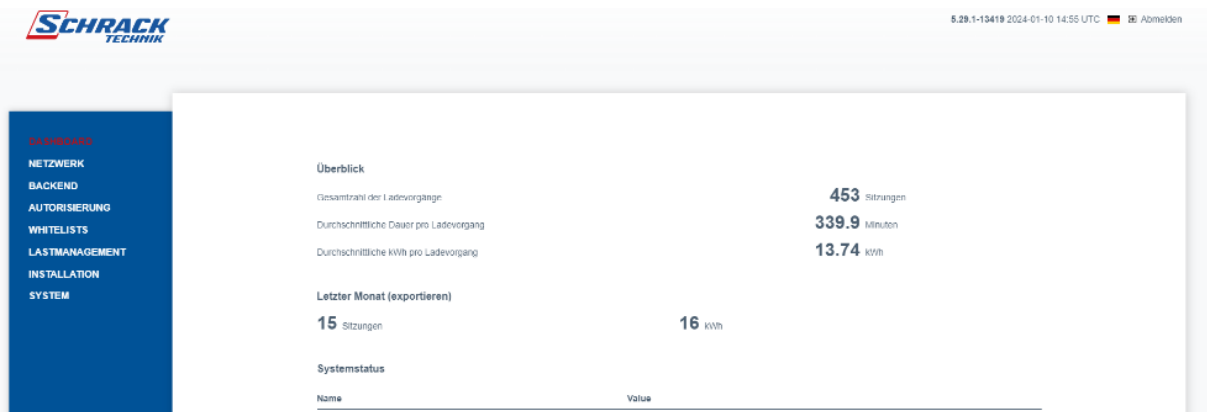 SCHRACK
TECHNIK
5.29.1-13419 2024-01-10 14:55 UTC Abmelden
DASHBOARD
NETZWERK
BACKEND
AUTORISIERUNG
WHITELISTS
LASTMANAGEMENT
INSTALLATION
SYSTEM
Überblick
Gesamtzahl der Ladevorgänge 453 Sitzungen
Durchschnittliche Dauer pro Ladevorgang 339.9 Minuten
Durchschnittliche kWh pro Ladevorgang 13.74 kWh
Letzter Monat (exportieren)
15 Sitzungen 16 kWh
Systemstatus
Name Value